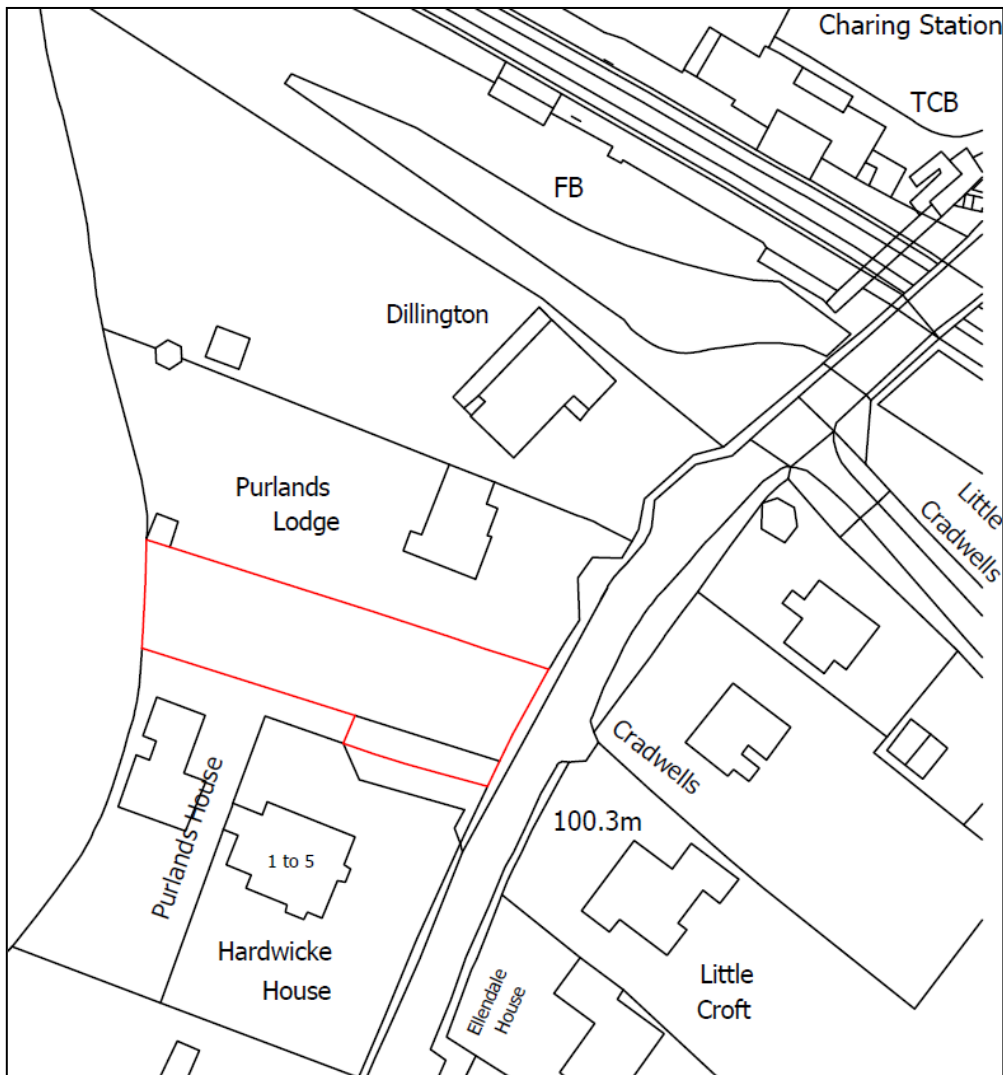 Charing Station
TCB
FB
Dillington
Purlands
Lodge
Little
Cradwells
Cradwells
100.3m
Purlands House
1 to 5
Hardwicke
House
Ellendale
House
Little
Croft